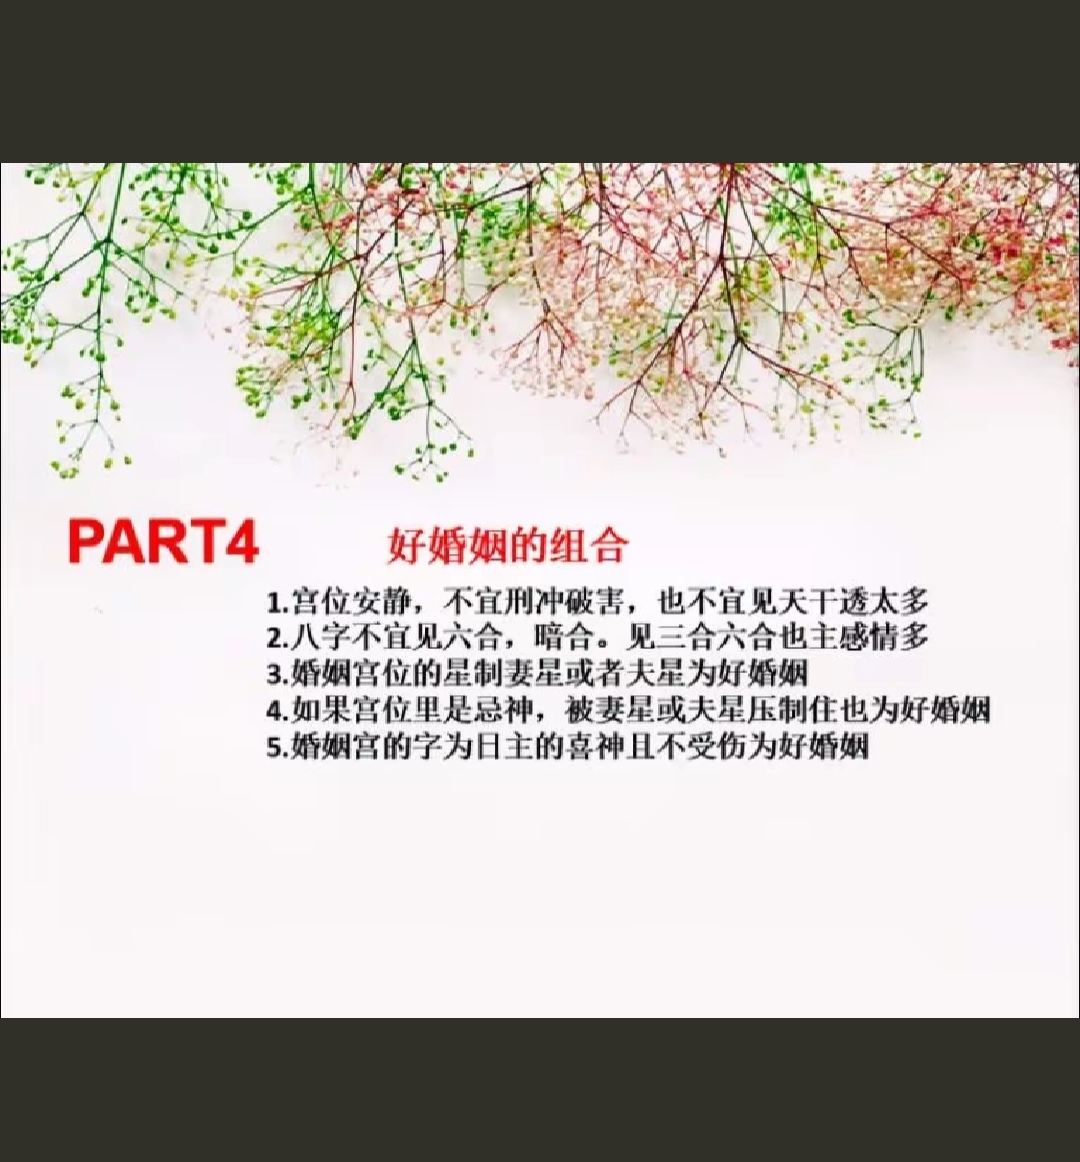 PART4 好婚姻的组合
1.宫位安静，不宜刑冲破害，也不宜见天干透太多
2.八字不宜见六合，暗合。见三合六合也主感情多
3.婚姻宫位的星制妻星或者夫星为好婚姻
4.如果宫位里是忌神，被妻星或夫星压制住也为好婚姻
5.婚姻宫的字为日主的喜神且不受伤为好婚姻